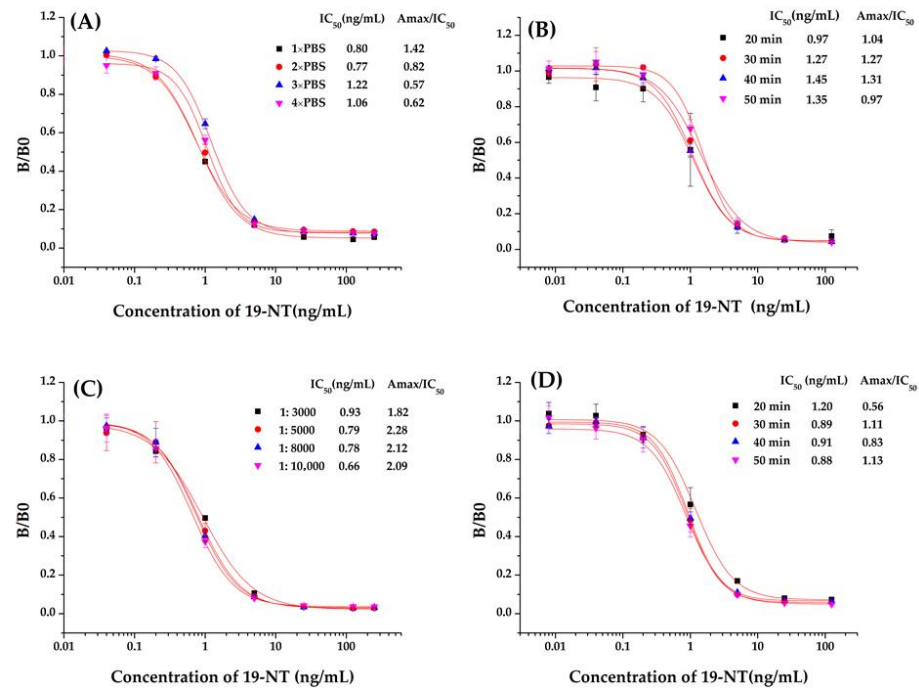 (A)
IC50(ng/mL) Amax/IC50
1×PBS 0.80 1.42
2×PBS 0.77 0.82
3×PBS 1.22 0.57
4×PBS 1.06 0.62
B/B0
1.2
1.0
0.8
0.6
0.4
0.2
0.0
0.01 0.1 1 10 100
Concentration of 19-NT(ng/mL)
(B)
IC50(ng/mL) Amax/IC50
20 min 0.97 1.04
30 min 1.27 1.27
40 min 1.45 1.31
50 min 1.35 0.97
B/B0
1.2
1.0
0.8
0.6
0.4
0.2
0.0
0.01 0.1 1 10 100
Concentration of 19-NT (ng/mL)
(C)
IC50(ng/mL) Amax/IC50
1: 3000 0.93 1.82
1: 5000 0.79 2.28
1: 8000 0.78 2.12
1: 10,000 0.66 2.09
B/B0
1.2
1.0
0.8
0.6
0.4
0.2
0.0
0.01 0.1 1 10 100
Concentration of 19-NT (ng/mL)
(D)
IC50 (ng/mL) Amax/IC50
20 min 1.20 0.56
30 min 0.89 1.11
40 min 0.91 0.83
50 min 0.88 1.13
B/B0
1.2
1.0
0.8
0.6
0.4
0.2
0.0
0.01 0.1 1 10 100
Concentration of 19-NT(ng/mL)